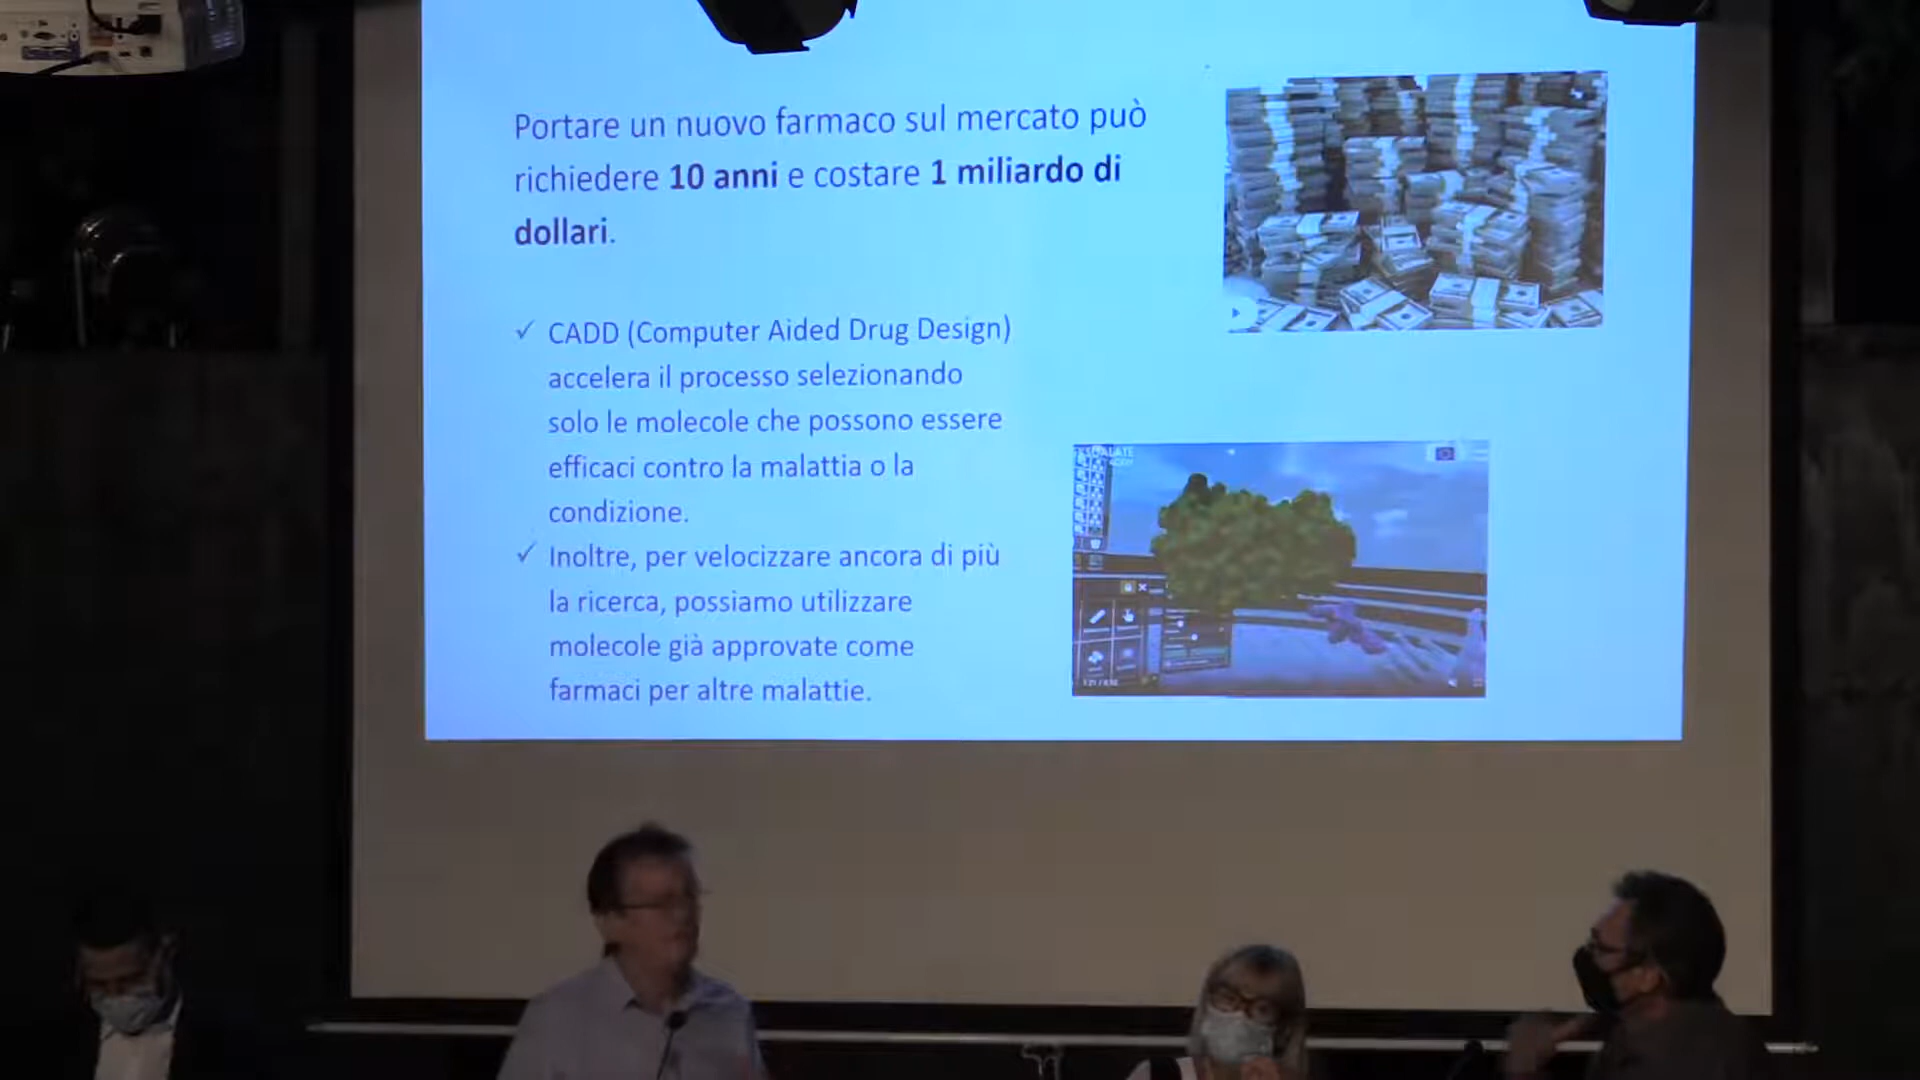 Portare un nuovo farmaco sul mercato può
richiedere 10 anni e costare 1 miliardo di
dollari.
✓ CADD (Computer Aided Drug Design)
accelera il processo selezionando
solo le molecole che possono essere
efficaci contro la malattia o la
condizione.
✓ Inoltre, per velocizzare ancora di più
la ricerca, possiamo utilizzare
molecole già approvate come
farmaci per altre malattie.